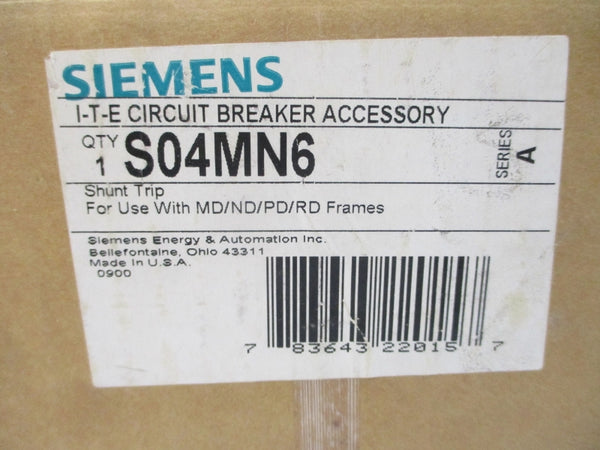 SIEMENS
I-T-E CIRCUIT BREAKER ACCESSORY
QTY
1 S04MN6
SERIES
A
Shunt Trip
For Use With MD/ND/PD/RD Frames
Siemens Energy & Automation Inc.
Bellefontaine, Ohio 43311
Made in U.S.A.
0900
7 83643 22015 7